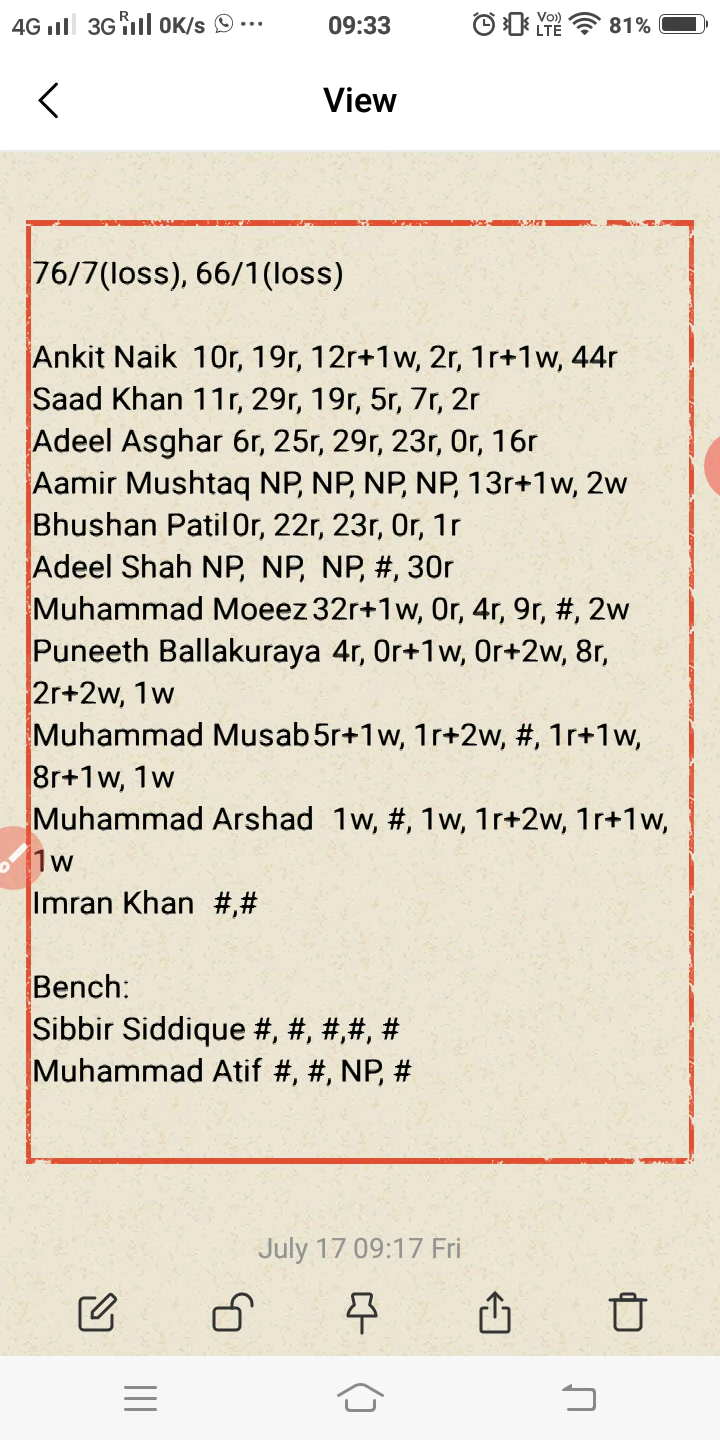 4G 3G R 0K/s ... 09:33 Vo)) LTE 81%
View
76/7(loss), 66/1(loss)
Ankit Naik 10r, 19r, 12r+1w, 2r, 1r+1w, 44r
Saad Khan 11r, 29r, 19r, 5r, 7r, 2r
Adeel Asghar 6r, 25r, 29r, 23r, 0r, 16r
Aamir Mushtaq NP, NP, NP, NP, 13r+1w, 2w
Bhushan Patil 0r, 22r, 23r, 0r, 1r
Adeel Shah NP, NP, NP, #, 30r
Muhammad Moeez 32r+1w, 0r, 4r, 9r, #, 2w
Puneeth Ballakuraya 4r, 0r+1w, 0r+2w, 8r,
2r+2w, 1w
Muhammad Musab 5r+1w, 1r+2w, #, 1r+1w,
8r+1w, 1w
Muhammad Arshad 1w, #, 1w, 1r+2w, 1r+1w,
1w
Imran Khan #,#
Bench:
Sibbir Siddique #, #, #,#, #
Muhammad Atif #, #, NP, #
July 17 09:17 Fri